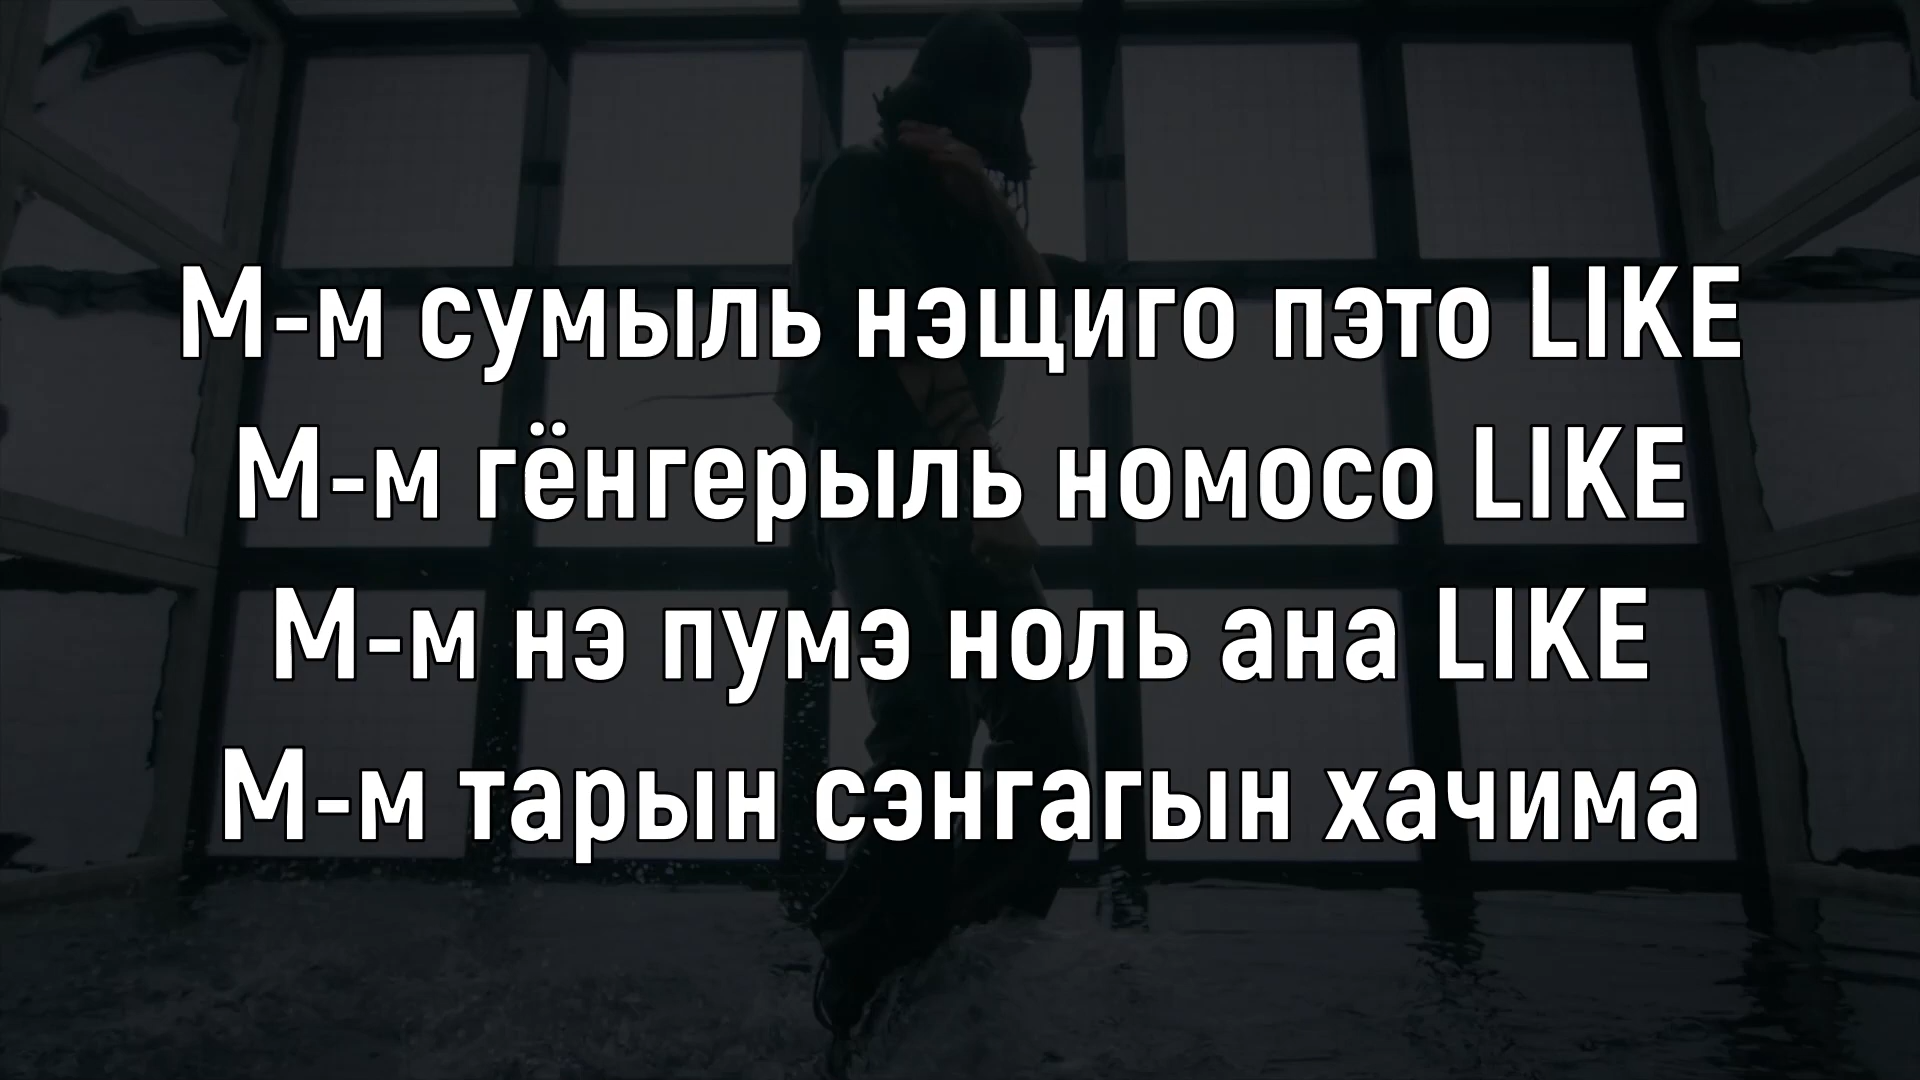 М-м сумыль нэщиго пэто LIKE
М-м гёнгерыль номосо LIKE
М-м нэ пумэ ноль ана LIKE
М-м тарын сэнгагын хачима